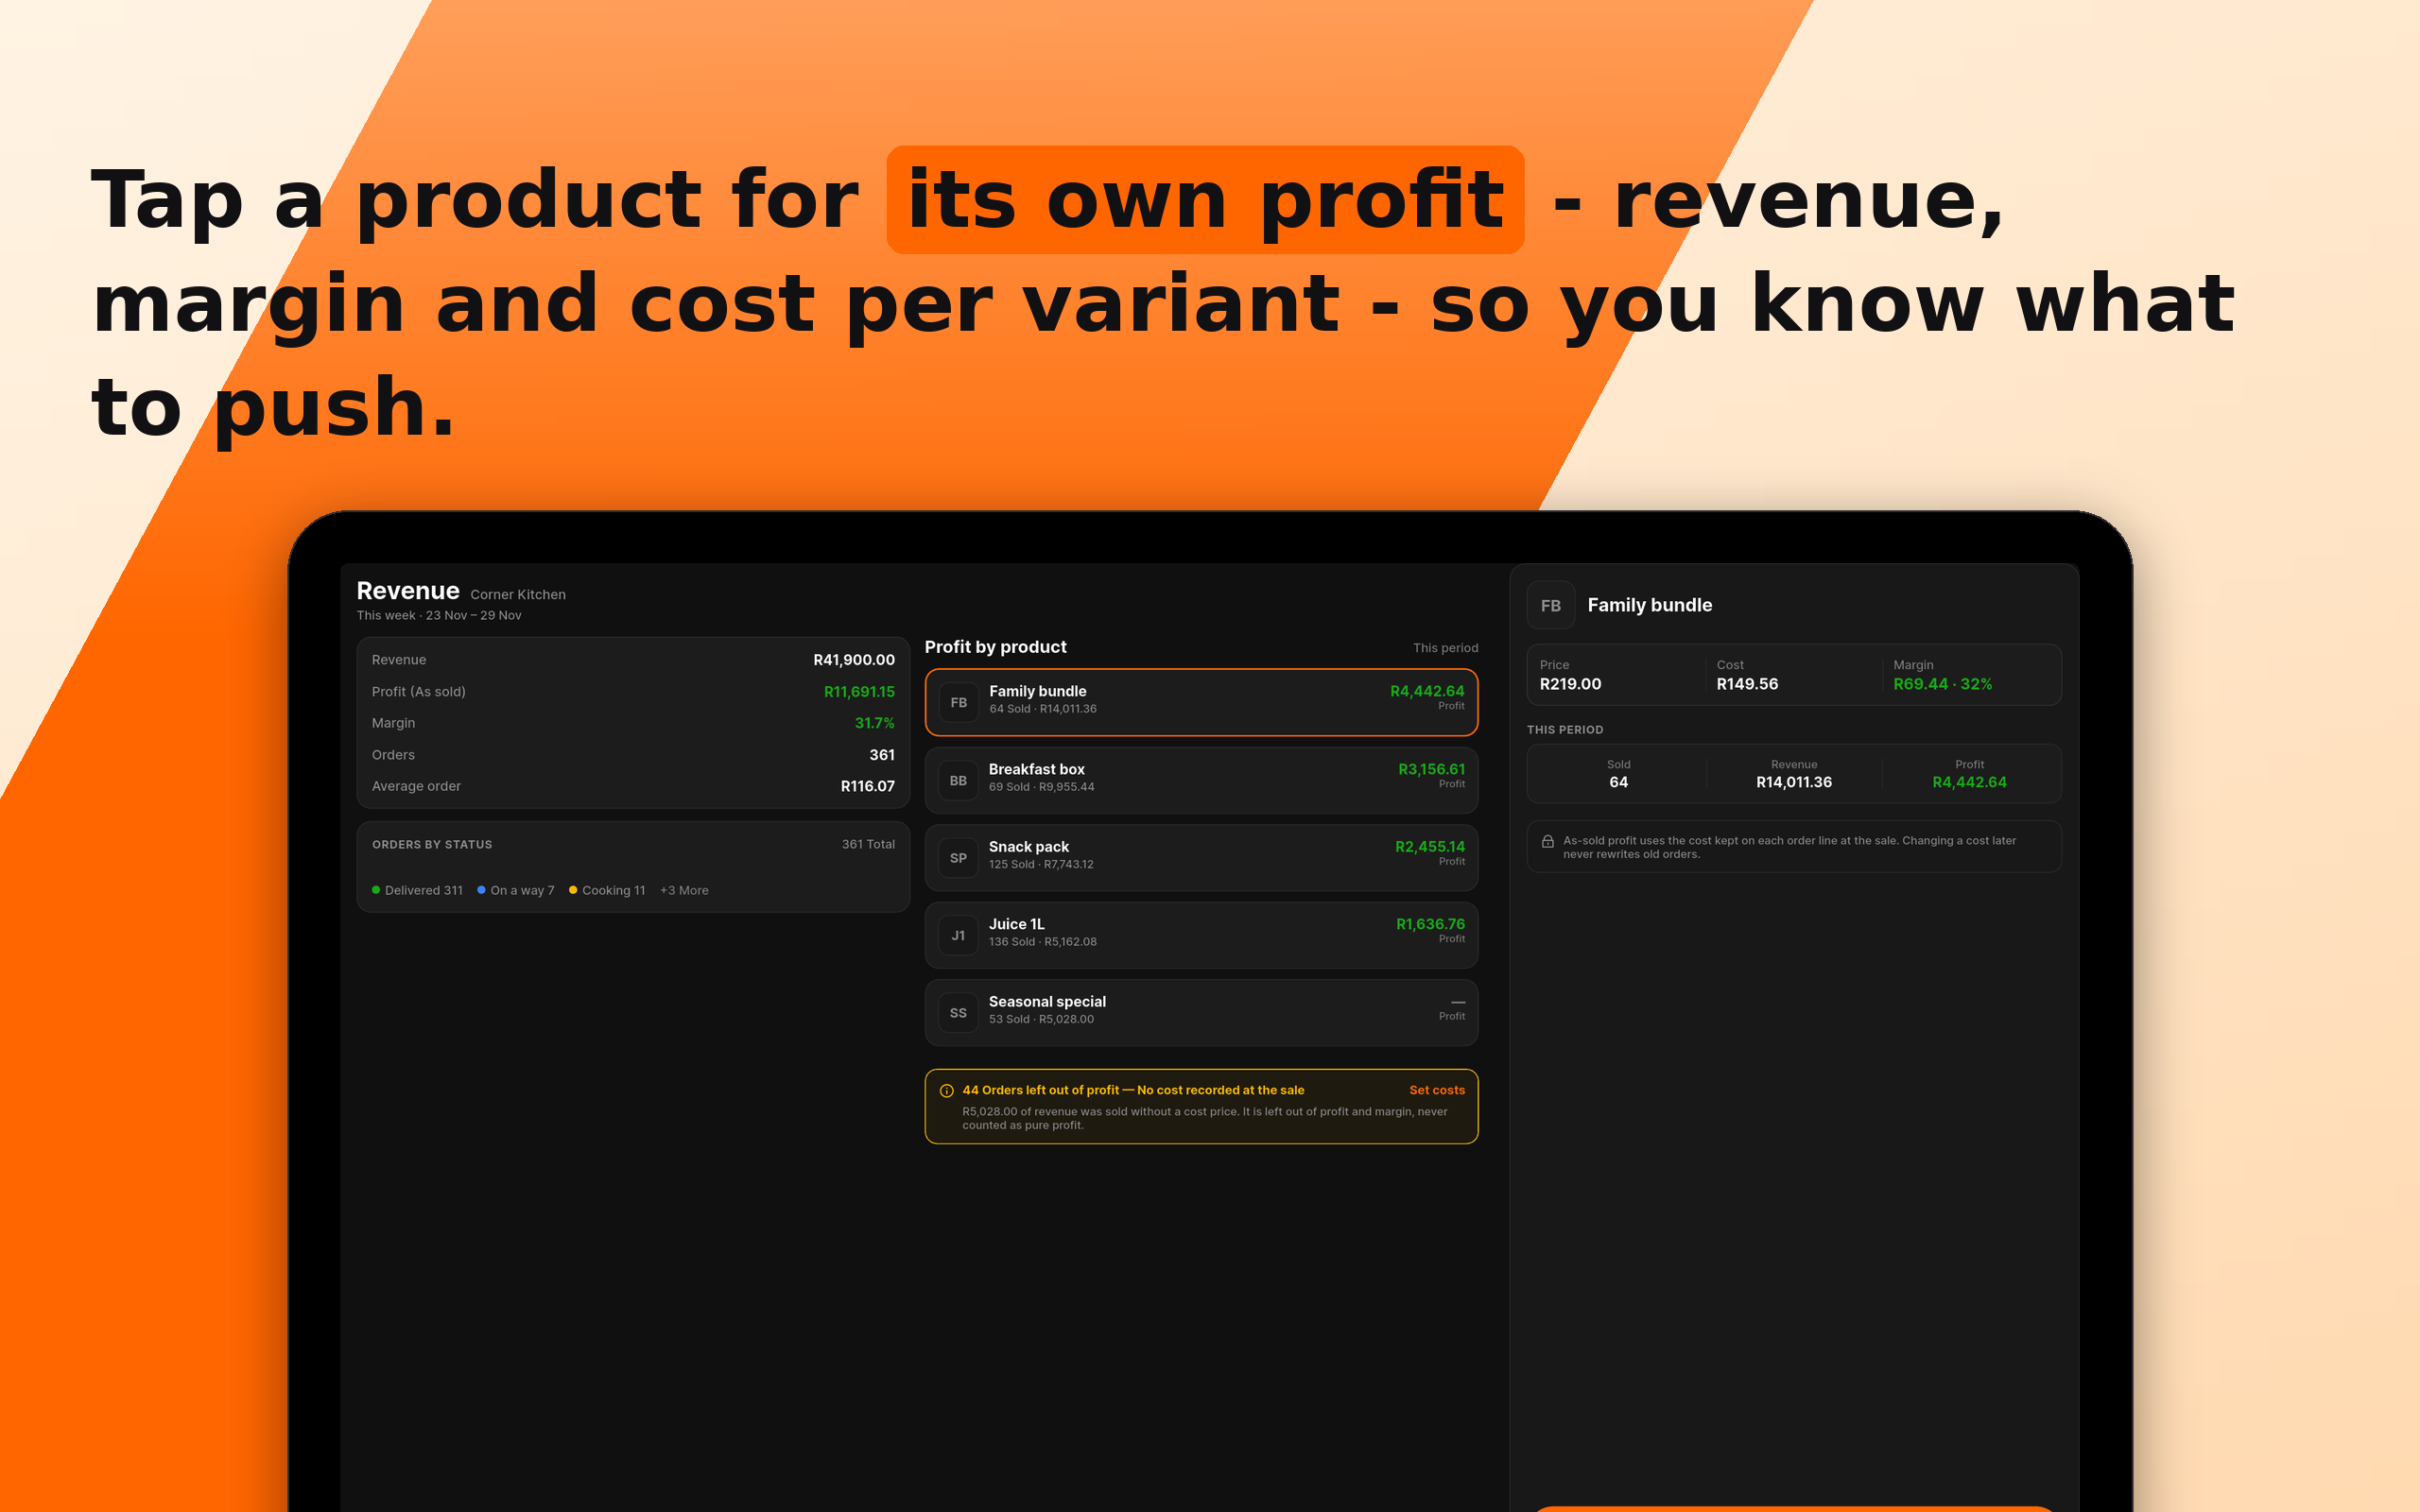 Tap a product for its own profit - revenue,
margin and cost per variant - so you know what
to push.
Revenue Corner Kitchen
This week · 23 Nov – 29 Nov
Revenue R41,900.00
Profit (As sold) R11,691.15
Margin 31.7%
Orders 361
Average order R116.07
ORDERS BY STATUS 361 Total
Delivered 311 On a way 7 Cooking 11 +3 More
Profit by product This period
FB Family bundle R4,442.64
64 Sold · R14,011.36 Profit
BB Breakfast box R3,156.61
69 Sold · R9,955.44 Profit
SP Snack pack R2,455.14
125 Sold · R7,743.12 Profit
J1 Juice 1L R1,636.76
136 Sold · R5,162.08 Profit
SS Seasonal special —
53 Sold · R5,028.00 Profit
44 Orders left out of profit — No cost recorded at the sale Set costs
R5,028.00 of revenue was sold without a cost price. It is left out of profit and margin, never
counted as pure profit.
FB Family bundle
Price Cost Margin
R219.00 R149.56 R69.44 · 32%
THIS PERIOD
Sold Revenue Profit
64 R14,011.36 R4,442.64
As-sold profit uses the cost kept on each order line at the sale. Changing a cost later
never rewrites old orders.